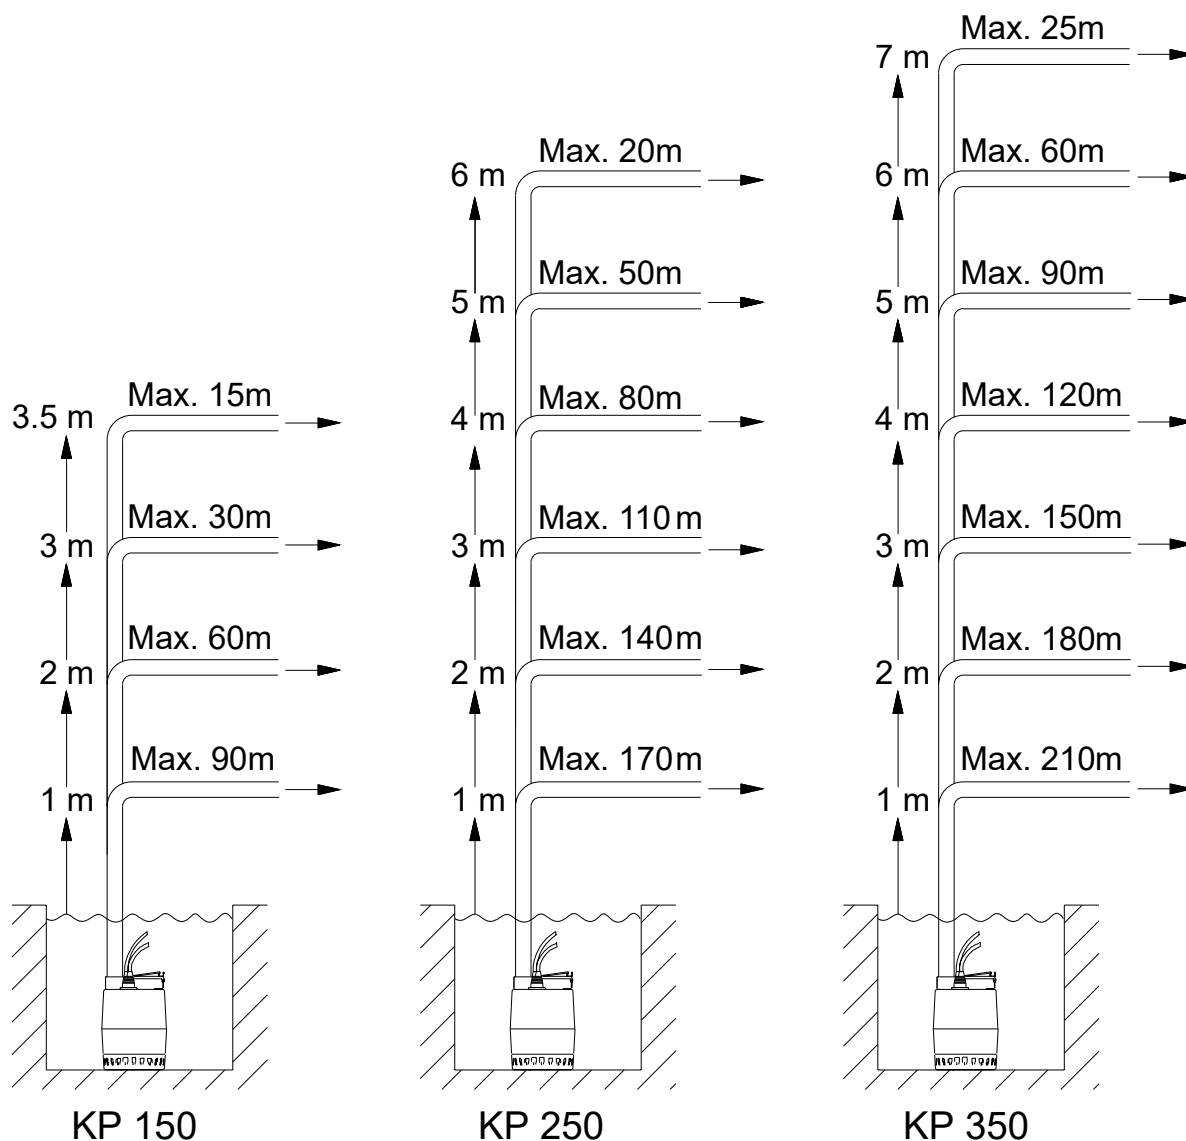 Max. 15m
3.5 m
Max. 30m
3 m
Max. 60m
2 m
Max. 90m
1 m
KP 150
Max. 20m
6 m
Max. 50m
5 m
Max. 80m
4 m
Max. 110 m
3 m
Max. 140 m
2 m
Max. 170 m
1 m
KP 250
Max. 25m
7 m
Max. 60m
6 m
Max. 90m
5 m
Max. 120m
4 m
Max. 150m
3 m
Max. 180m
2 m
Max. 210m
1 m
KP 350